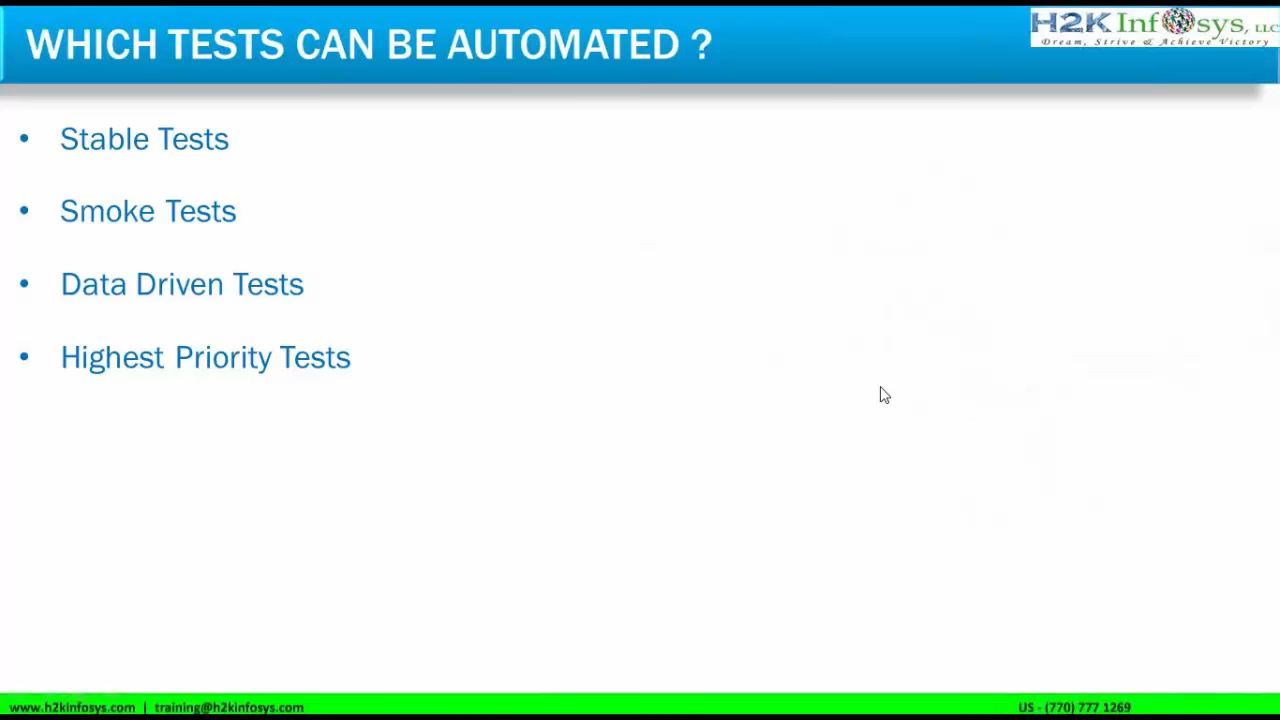 WHICH TESTS CAN BE AUTOMATED ?
H2K Infosys, LLC
Dream, Strive & Achieve Victory
• Stable Tests
• Smoke Tests
• Data Driven Tests
• Highest Priority Tests
www.h2kinfosys.com | training@h2kinfosys.com
US - (770) 777 1269